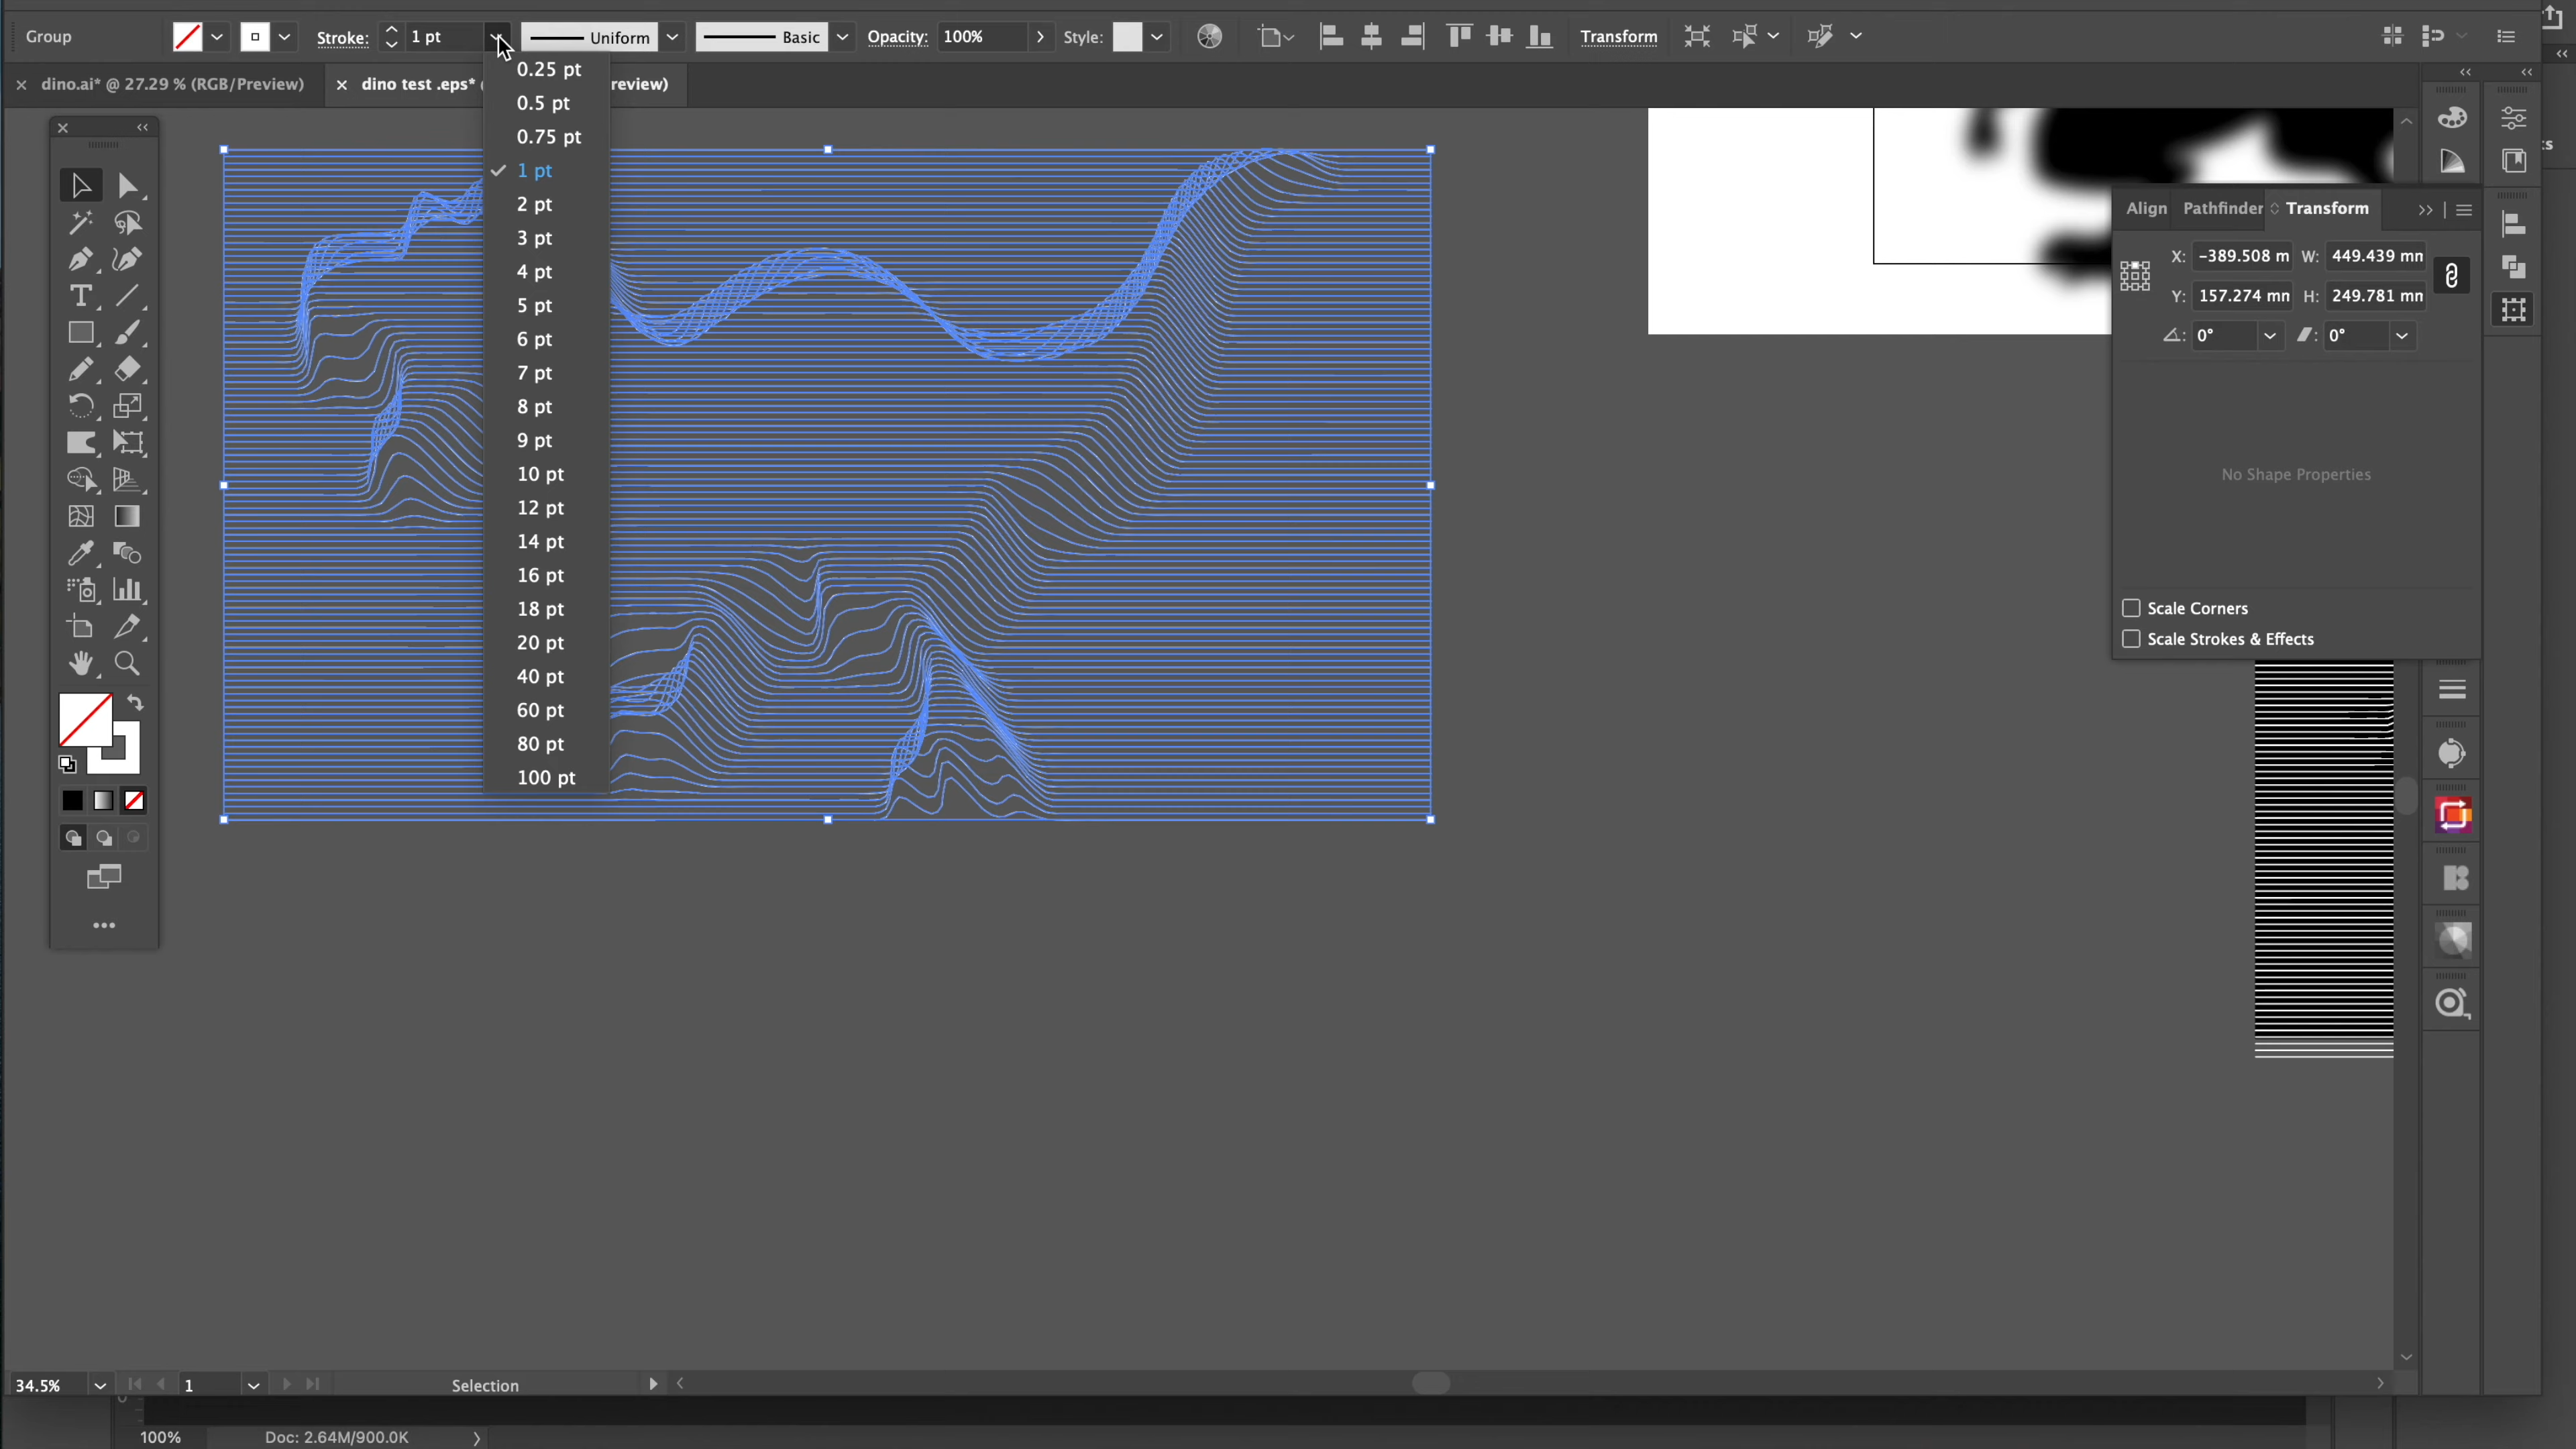 Group
Stroke:
1 pt
Uniform
Basic
Opacity:
100%
Style:
Transform
dino.ai* @ 27.29 % (RGB/Preview)
dino test .eps*
review)
0.25 pt
0.5 pt
0.75 pt
1 pt
2 pt
3 pt
4 pt
5 pt
6 pt
7 pt
8 pt
9 pt
10 pt
12 pt
14 pt
16 pt
18 pt
20 pt
40 pt
60 pt
80 pt
100 pt
Align
Pathfinder
Transform
X:
-389.508 m
W:
449.439 mn
Y:
157.274 mn
H:
249.781 mn
0°
0°
No Shape Properties
Scale Corners
Scale Strokes & Effects
34.5%
1
Selection
100%
Doc: 2.64M/900.0K